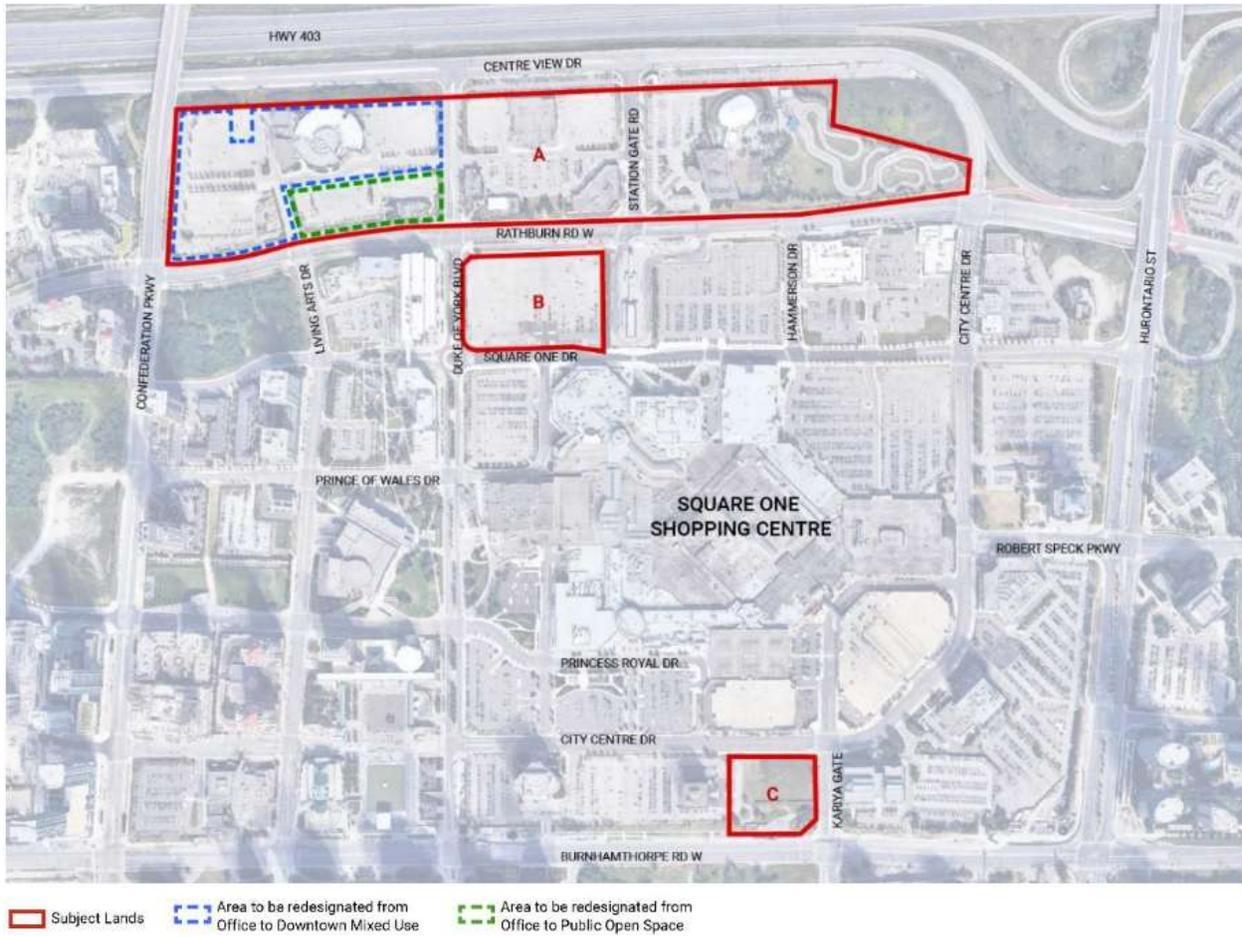 HWY 403
CENTRE VIEW DR
A
STATION GATE RD
RATHBURN RD W
CONFEDERATION PKWY
LIVING ARTS DR
DUKE OF YORK BLVD
B
HAMMERSON DR
CITY CENTRE DR
HURONTARIO ST
SQUARE ONE DR
PRINCE OF WALES DR
SQUARE ONE
SHOPPING CENTRE
ROBERT SPECK PKWY
PRINCESS ROYAL DR
CITY CENTRE DR
C
KARIYA GATE
BURNHAMTHORPE RD W
Subject Lands
Area to be redesignated from
Office to Downtown Mixed Use
Area to be redesignated from
Office to Public Open Space